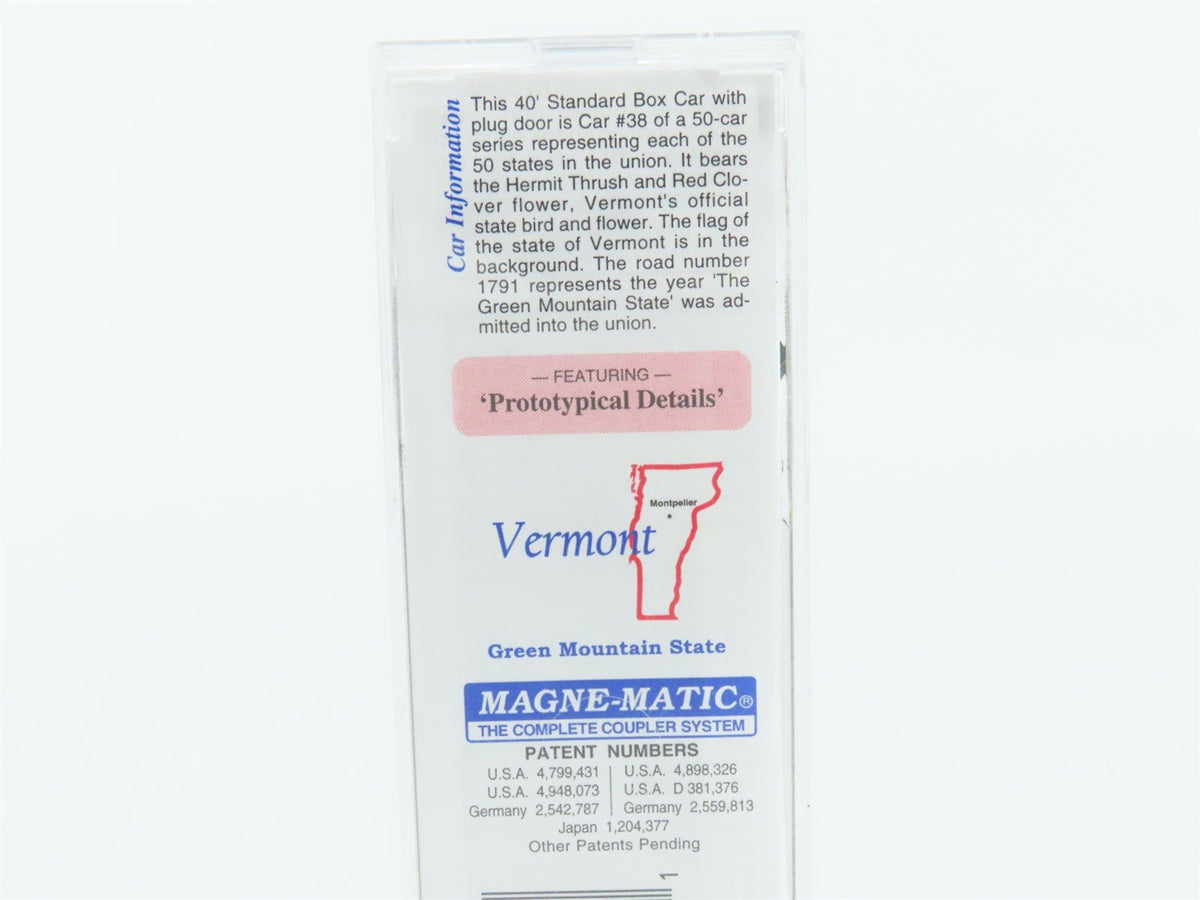 Car Information
This 40' Standard Box Car with
plug door is Car #38 of a 50-car
series representing each of the
50 states in the union. It bears
the Hermit Thrush and Red Clo-
ver flower, Vermont's official
state bird and flower. The flag of
the state of Vermont is in the
background. The road number
1791 represents the year 'The
Green Mountain State' was ad-
mitted into the union.
— FEATURING —
‘Prototypical Details’
Montpelier
*
Vermont
Green Mountain State
MAGNE-MATIC®
THE COMPLETE COUPLER SYSTEM
PATENT NUMBERS
U.S.A. 4,799,431 | U.S.A. 4,898,326
U.S.A. 4,948,073 | U.S.A. D 381,376
Germany 2,542,787 | Germany 2,559,813
Japan 1,204,377
Other Patents Pending
1